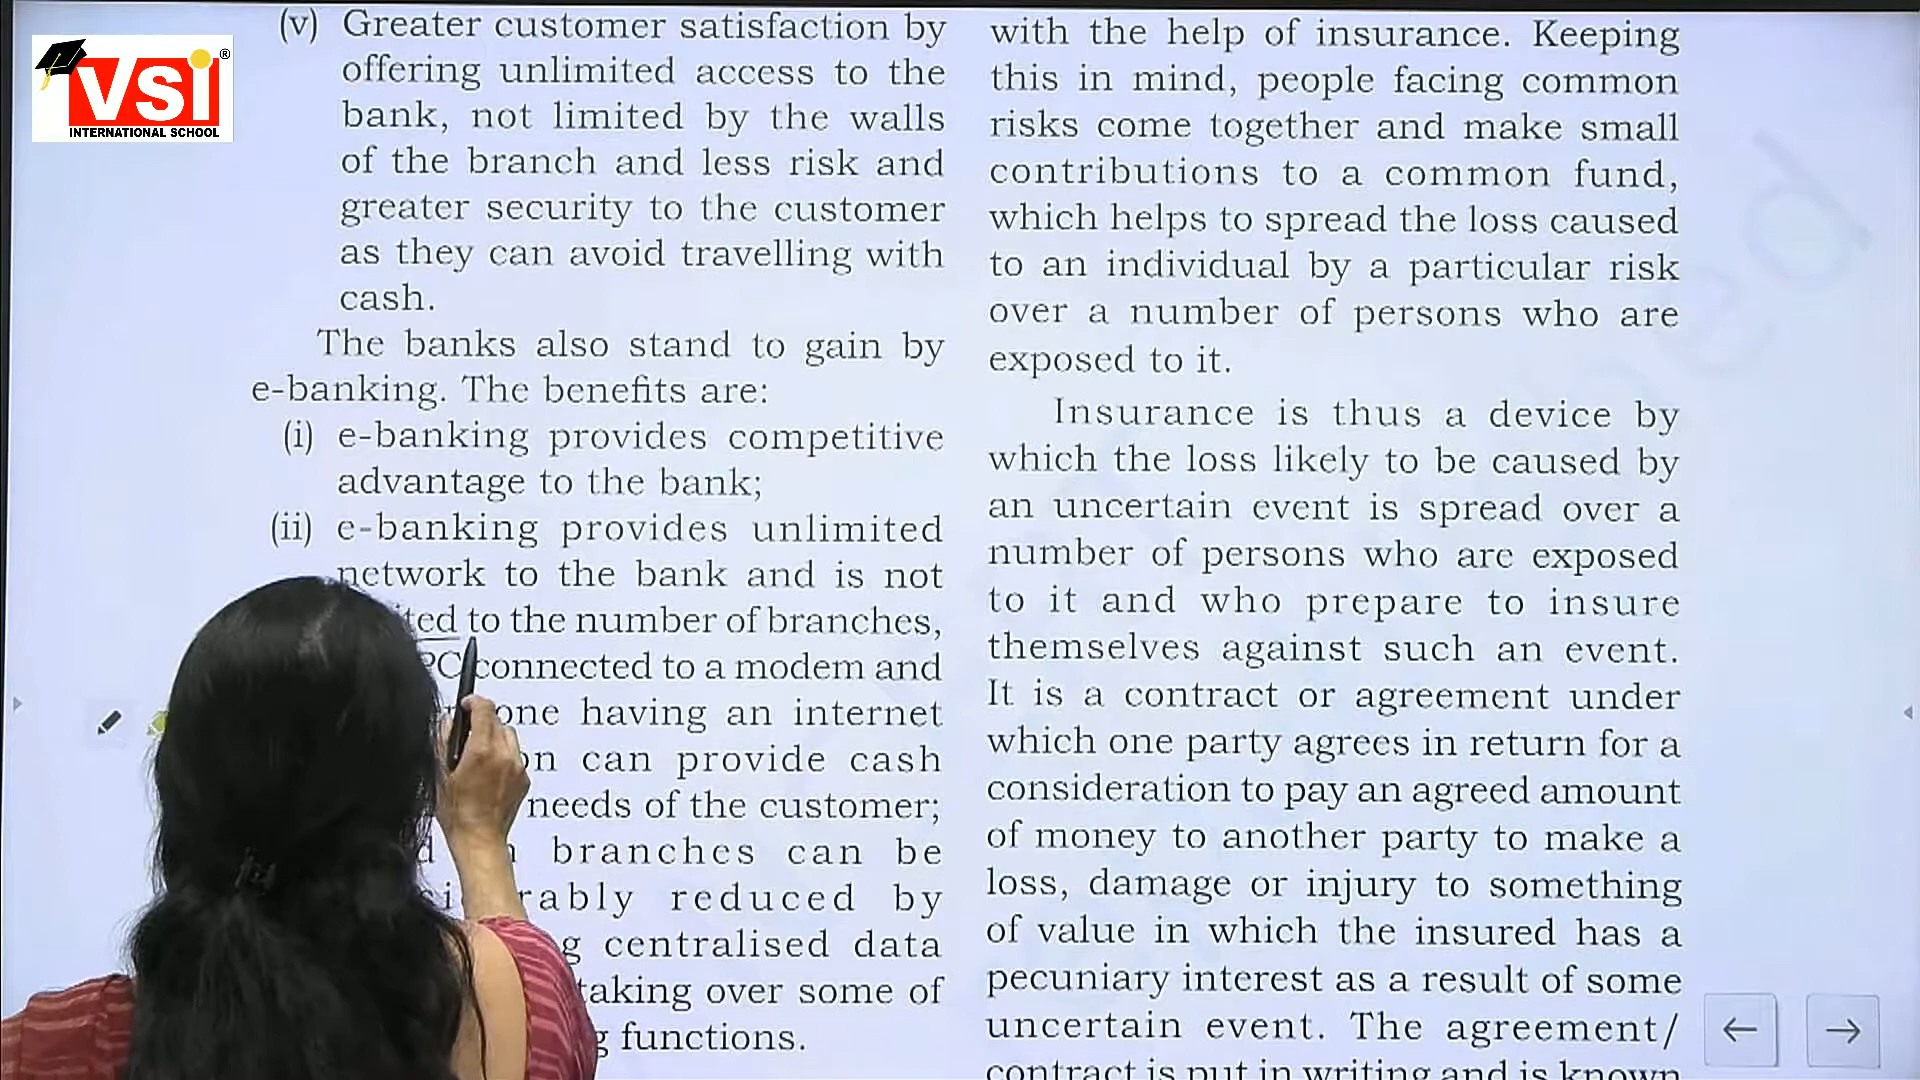 vsi
®
INTERNATIONAL SCHOOL
(v) Greater customer satisfaction by
offering unlimited access to the
bank, not limited by the walls
of the branch and less risk and
greater security to the customer
as they can avoid travelling with
cash.
The banks also stand to gain by
e-banking. The benefits are:
(i) e-banking provides competitive
advantage to the bank;
(ii) e-banking provides unlimited
network to the bank and is not
to the number of branches,
PC connected to a modem and
having an internet
can provide cash
needs of the customer;
branches can be
reduced by
centralised data
taking over some of
functions.
with the help of insurance. Keeping
this in mind, people facing common
risks come together and make small
contributions to a common fund,
which helps to spread the loss caused
to an individual by a particular risk
over a number of persons who are
exposed to it.
Insurance is thus a device by
which the loss likely to be caused by
an uncertain event is spread over a
number of persons who are exposed
to it and who prepare to insure
themselves against such an event.
It is a contract or agreement under
which one party agrees in return for a
consideration to pay an agreed amount
of money to another party to make a
loss, damage or injury to something
of value in which the insured has a
pecuniary interest as a result of some
uncertain event. The agreement/
contract is put in writing and is known